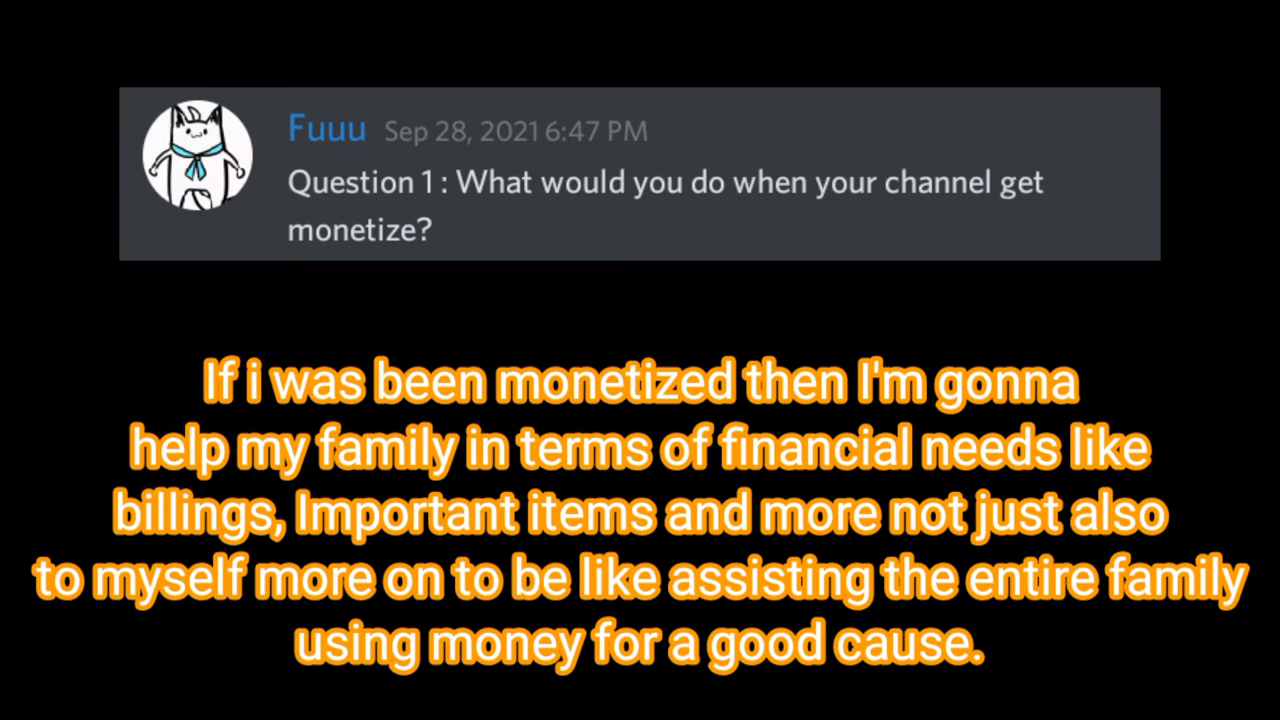 Fuuu Sep 28, 2021 6:47 PM
Question 1: What would you do when your channel get
monetize?
If i was been monetized then I'm gonna
help my family in terms of financial needs like
billings, Important items and more not just also
to myself more on to be like assisting the entire family
using money for a good cause.